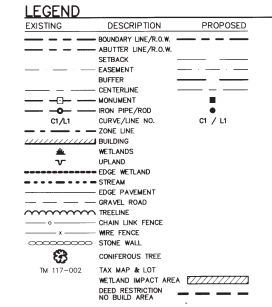 LEGEND
EXISTING DESCRIPTION PROPOSED
BOUNDARY LINE/R.O.W.
ABUTTER LINE/R.O.W.
SETBACK
EASEMENT
BUFFER
CENTERLINE
MONUMENT
IRON PIPE/ROD
C1/L1 CURVE/LINE NO. C1 / L1
ZONE LINE
BUILDING
WETLANDS
UPLAND
EDGE WETLAND
STREAM
EDGE PAVEMENT
GRAVEL ROAD
TREELINE
o CHAIN LINK FENCE
x WIRE FENCE
STONE WALL
CONIFEROUS TREE
TM 117-002 TAX MAP & LOT
WETLAND IMPACT AREA
DEED RESTRICTION
NO BUILD AREA